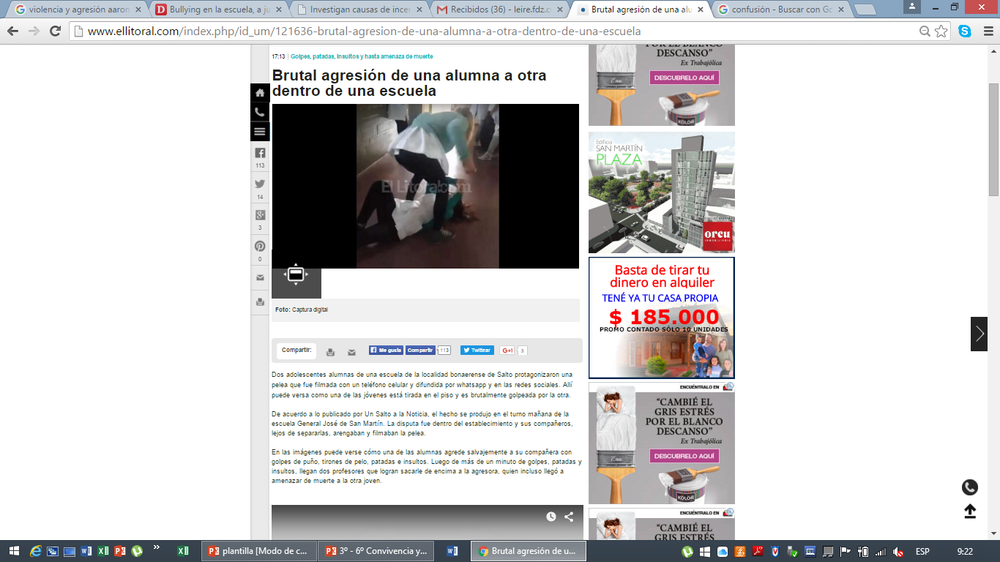 violencia y agresión aaron
Bullying en la escuela, a ju
Investigan causas de incen
Recibidos (36) - leire.fdz.c
Brutal agresión de una alu
confusión - Buscar con Go
www.ellitoral.com/index.php/id_um/121636-brutal-agresion-de-una-alumna-a-otra-dentro-de-una-escuela
17:13 | Golpes, patadas, insultos y hasta amenaza de muerte
Brutal agresión de una alumna a otra
dentro de una escuela
El Litoral.com
113
14
3
0
Foto: Captura digital
Compartir:
Me gusta
Compartir
113
Twittear
G+1
3
Dos adolescentes alumnas de una escuela de la localidad bonaerense de Salto protagonizaron una
pelea que fue filmada con un teléfono celular y difundida por whatsapp y en las redes sociales. Allí
puede versa como una de las jóvenes está tirada en el piso y es brutalmente golpeada por la otra.
De acuerdo a lo publicado por Un Salto a la Noticia, el hecho se produjo en el turno mañana de la
escuela General José de San Martín. La disputa fue dentro del establecimiento y sus compañeros,
lejos de separarlas, arengaban y filmaban la pelea.
En las imágenes puede verse cómo una de las alumnas agrede salvajemente a su compañera con
golpes de puño, tirones de pelo, patadas e insultos. Luego de más de un minuto de golpes, patadas y
insultos, llegan dos profesores que logran sacarle de encima a la agresora, quien incluso llegó a
amenazar de muerte a la otra joven.
POR EL BLANCO
DESCANSO”
Ex Trabajólica
DESCUBRELO AQUÍ
KOLOR
Edificio
SAN MARTÍN
PLAZA
orcu
INMOBILIARIA
Basta de tirar tu
dinero en alquiler
TENÉ YA TU CASA PROPIA
$ 185.000
PROMO CONTADO SÓLO 10 UNIDADES
ENCUÉNTRALO EN
“CAMBIÉ EL
GRIS ESTRÉS
POR EL BLANCO
DESCANSO”
Ex Trabajólica
DESCUBRELO AQUÍ
KOLOR
ENCUÉNTRALO EN
“CAMBIÉ EL
GRIS ESTRÉS
plantilla [Modo de c...
3º - 6º Convivencia y...
Brutal agresión de u...
ESP
9:22